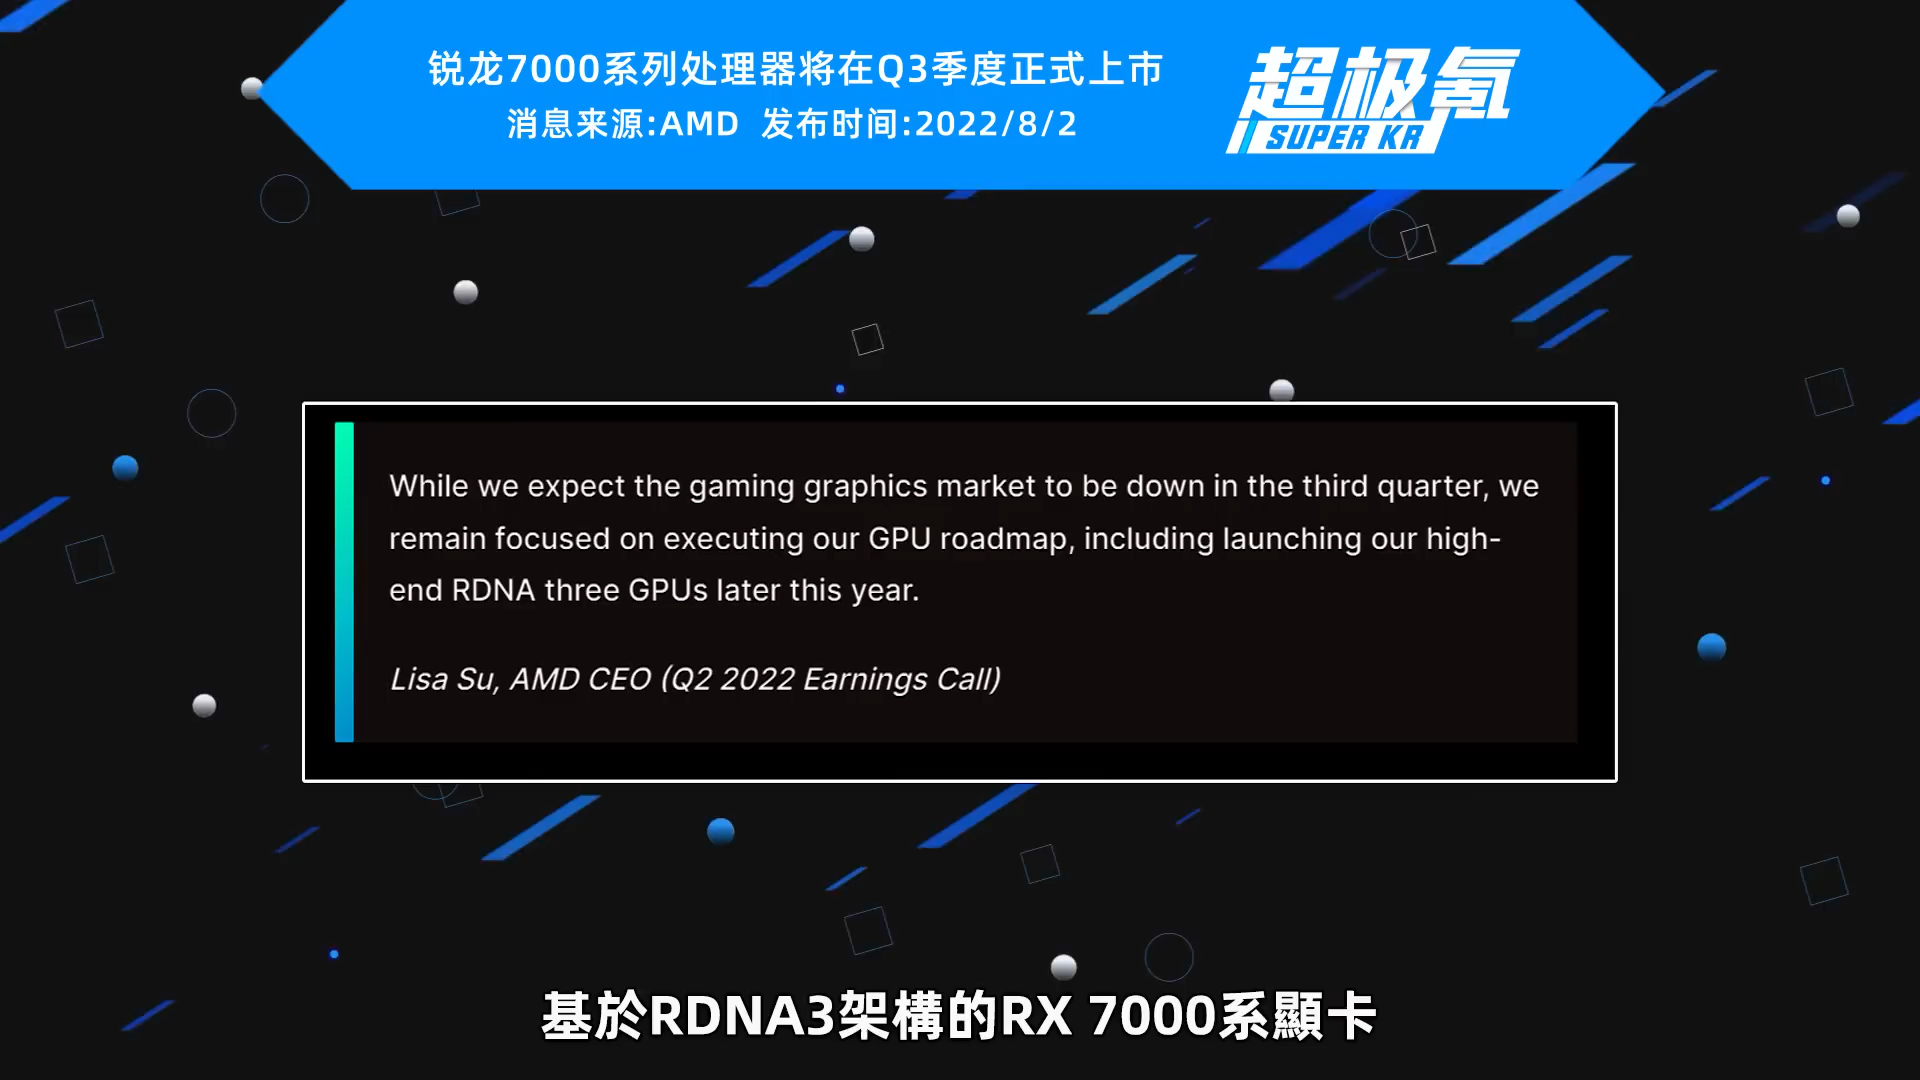 锐龙7000系列处理器将在Q3季度正式上市
消息来源:AMD 发布时间:2022/8/2
超极氪
SUPER KR
While we expect the gaming graphics market to be down in the third quarter, we
remain focused on executing our GPU roadmap, including launching our high-
end RDNA three GPUs later this year.
Lisa Su, AMD CEO (Q2 2022 Earnings Call)
基於RDNA3架構的RX 7000系顯卡